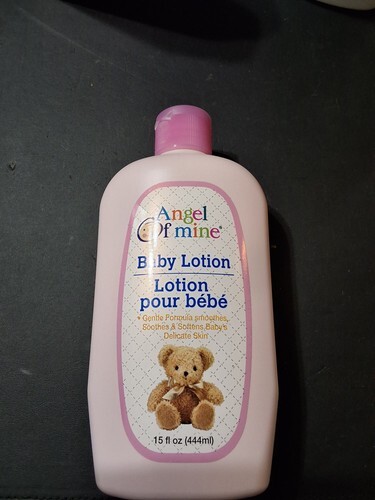 Angel
Of mine®
Baby Lotion
Lotion
pour bébé
• Gentle Formula smoothes,
Soothes & Softens Baby's
Delicate Skin
15 fl oz (444ml)